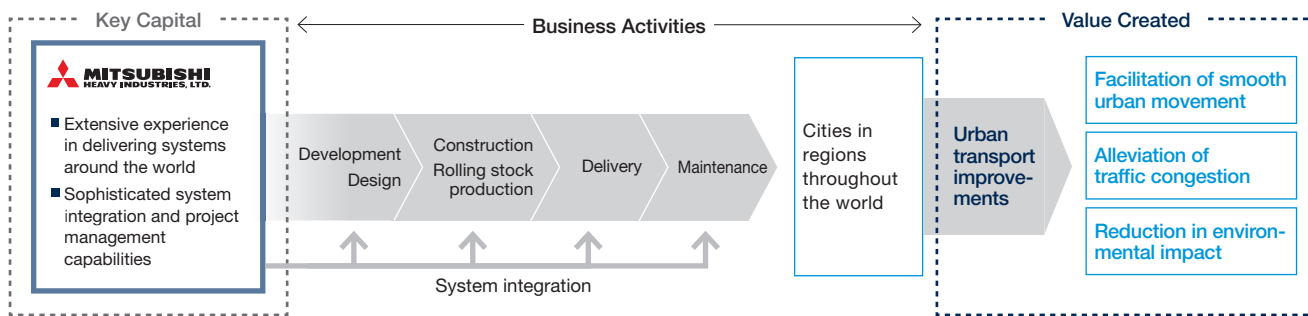 Key Capital
Business Activities
Value Created
MITSUBISHI
HEAVY INDUSTRIES, LTD.
Extensive experience
in delivering systems
around the world
Sophisticated system
integration and project
management
capabilities
Development
Design
Construction
Rolling stock
production
Delivery
Maintenance
System integration
Cities in
regions
throughout
the world
Urban
transport
improve-
ments
Facilitation of smooth
urban movement
Alleviation of
traffic congestion
Reduction in environ-
mental impact